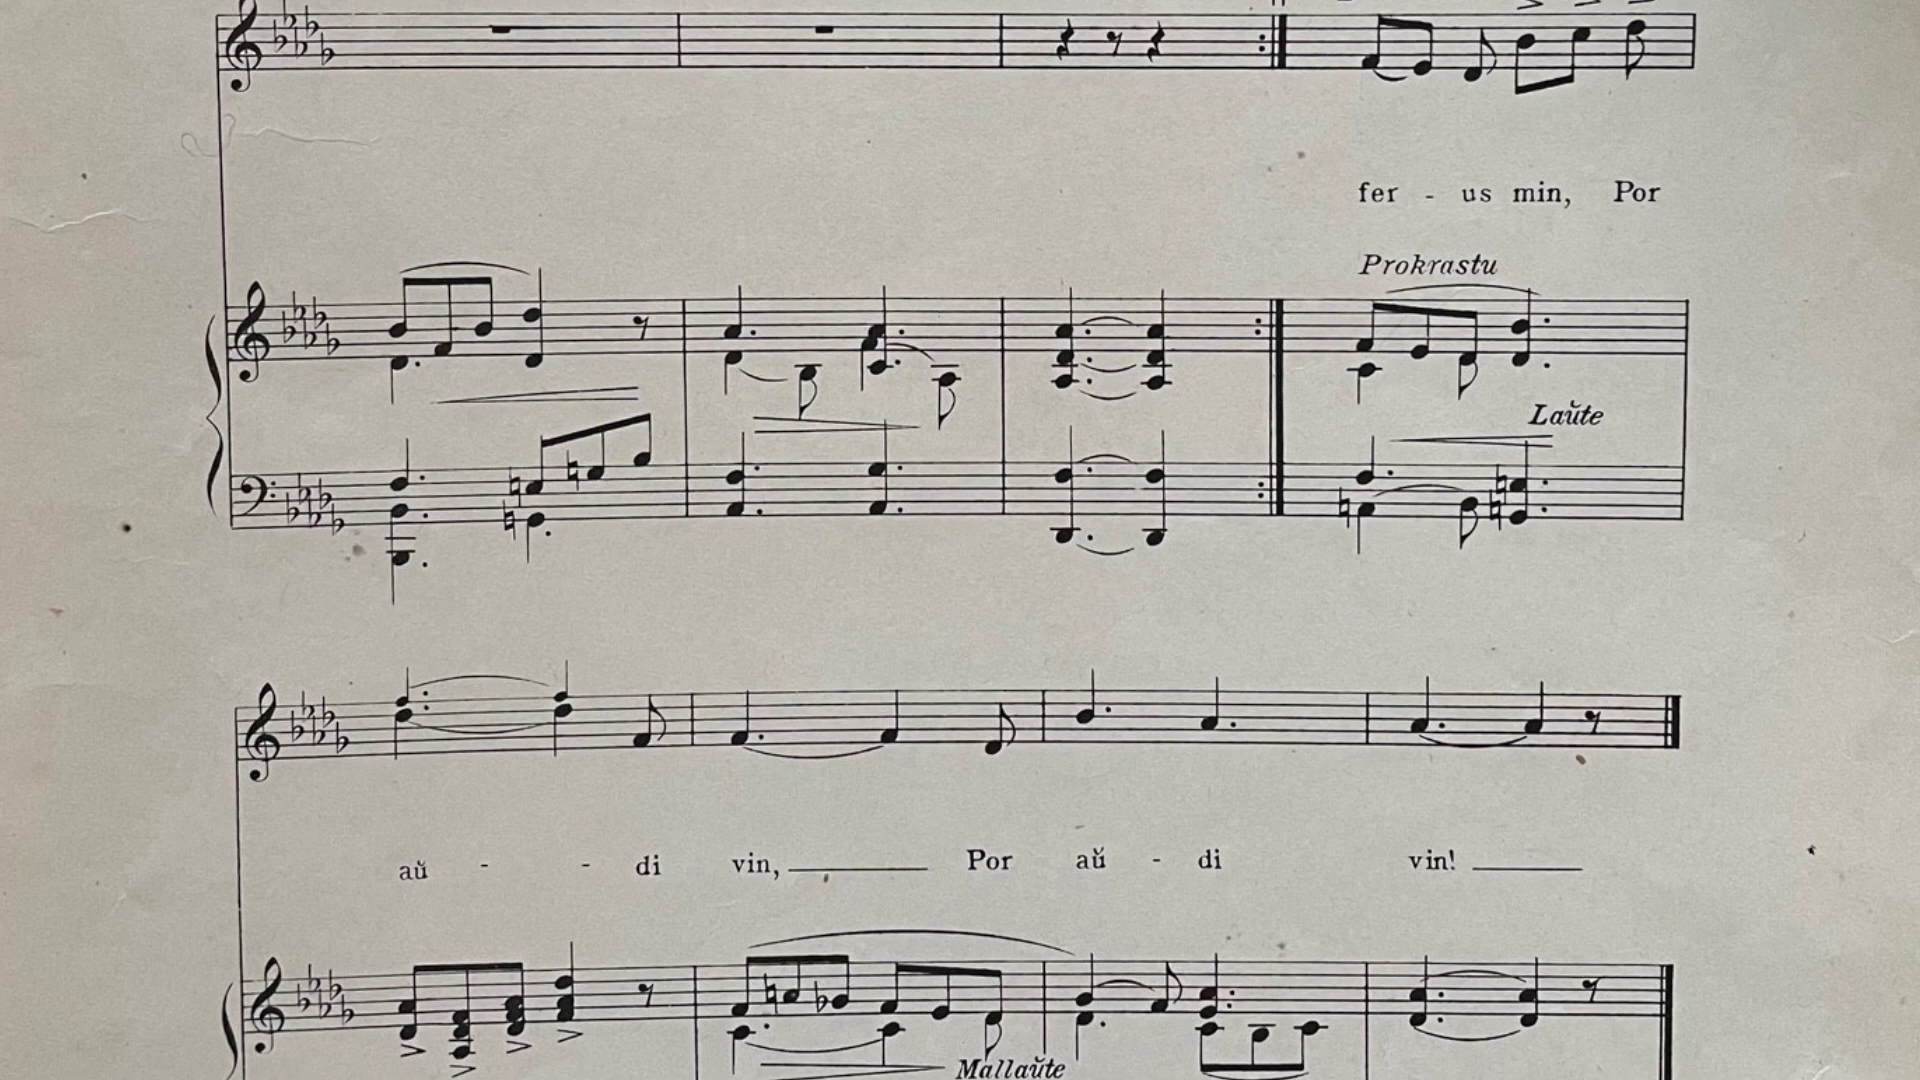 fer - us min, Por
Prokrastu
Laŭte
aŭ - - di vin, Por aŭ - di vin!
Mallaŭte